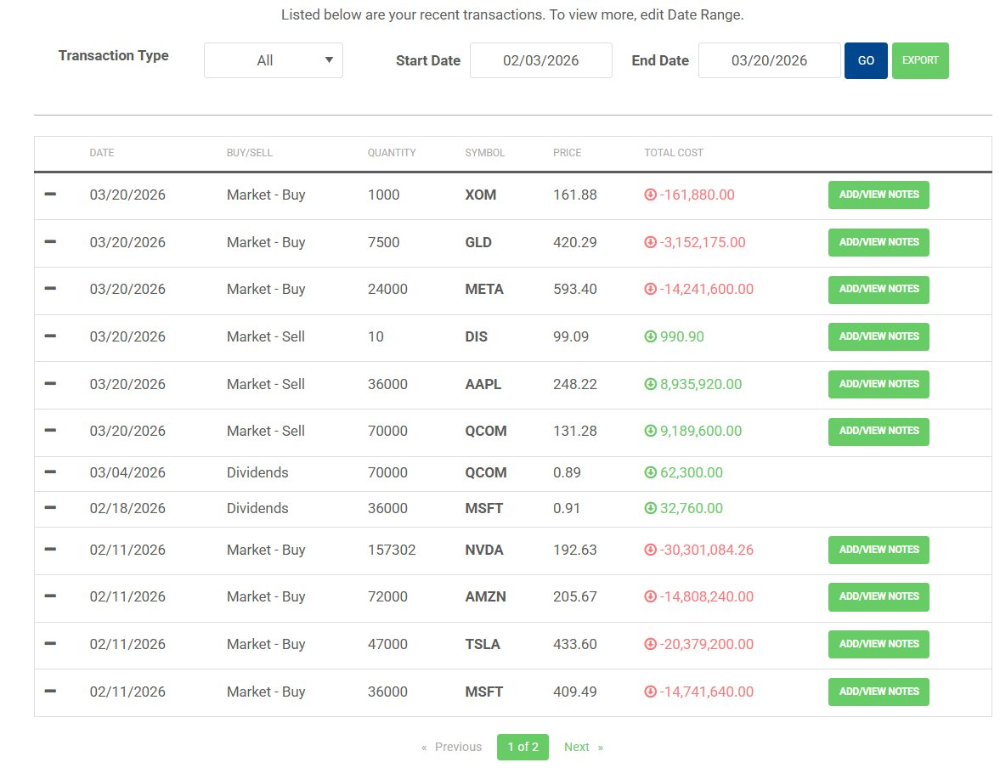 Listed below are your recent transactions. To view more, edit Date Range.
Transaction Type All Start Date 02/03/2026 End Date 03/20/2026 GO EXPORT
DATE BUY/SELL QUANTITY SYMBOL PRICE TOTAL COST
03/20/2026 Market - Buy 1000 XOM 161.88 -161,880.00 ADD/VIEW NOTES
03/20/2026 Market - Buy 7500 GLD 420.29 -3,152,175.00 ADD/VIEW NOTES
03/20/2026 Market - Buy 24000 META 593.40 -14,241,600.00 ADD/VIEW NOTES
03/20/2026 Market - Sell 10 DIS 99.09 990.90 ADD/VIEW NOTES
03/20/2026 Market - Sell 36000 AAPL 248.22 8,935,920.00 ADD/VIEW NOTES
03/20/2026 Market - Sell 70000 QCOM 131.28 9,189,600.00 ADD/VIEW NOTES
03/04/2026 Dividends 70000 QCOM 0.89 62,300.00
02/18/2026 Dividends 36000 MSFT 0.91 32,760.00
02/11/2026 Market - Buy 157302 NVDA 192.63 -30,301,084.26 ADD/VIEW NOTES
02/11/2026 Market - Buy 72000 AMZN 205.67 -14,808,240.00 ADD/VIEW NOTES
02/11/2026 Market - Buy 47000 TSLA 433.60 -20,379,200.00 ADD/VIEW NOTES
02/11/2026 Market - Buy 36000 MSFT 409.49 -14,741,640.00 ADD/VIEW NOTES
« Previous 1 of 2 Next »